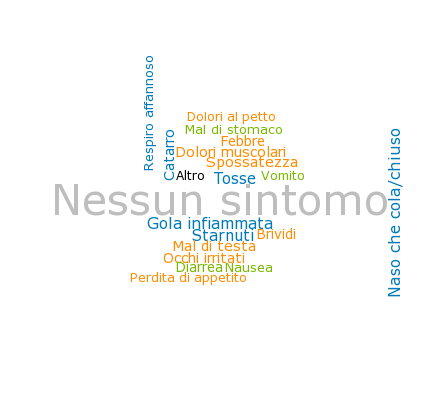 Respiro affannoso
Dolori al petto
Mal di stomaco
Catarro
Febbre
Dolori muscolari
Spossatezza
Altro
Tosse
Vomito
Nessun sintomo
Naso che cola/chiuso
Gola infiammata
Starnuti
Brividi
Mal di testa
Occhi irritati
Diarrea
Nausea
Perdita di appetito